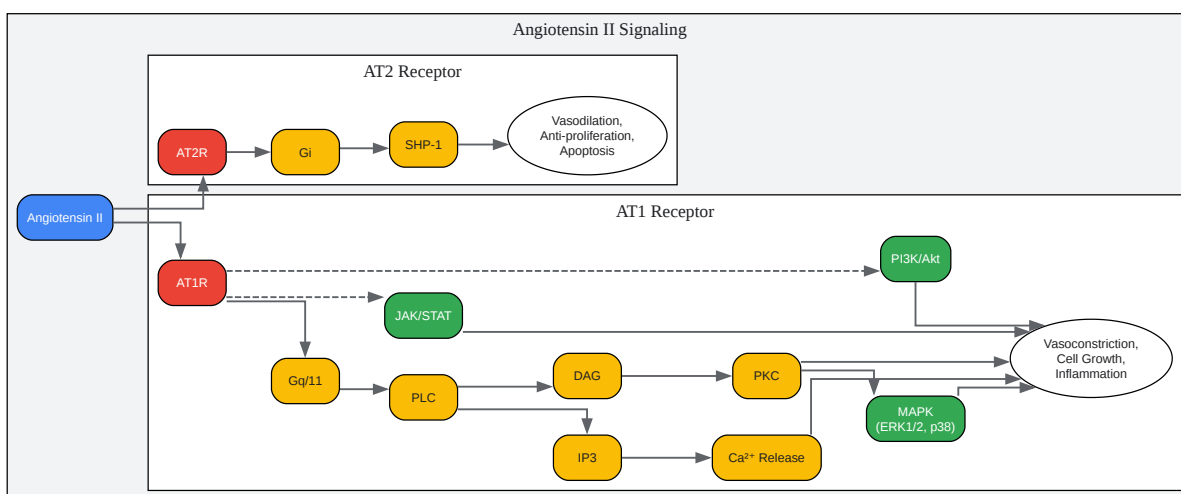 Angiotensin II Signaling
AT2 Receptor
AT2R
Gi
SHP-1
Vasodilation,
Anti-proliferation,
Apoptosis
Angiotensin II
AT1 Receptor
AT1R
PI3K/Akt
JAK/STAT
Vasoconstriction,
Cell Growth,
Inflammation
Gq/11
PLC
DAG
PKC
MAPK
(ERK1/2, p38)
IP3
Ca²⁺ Release